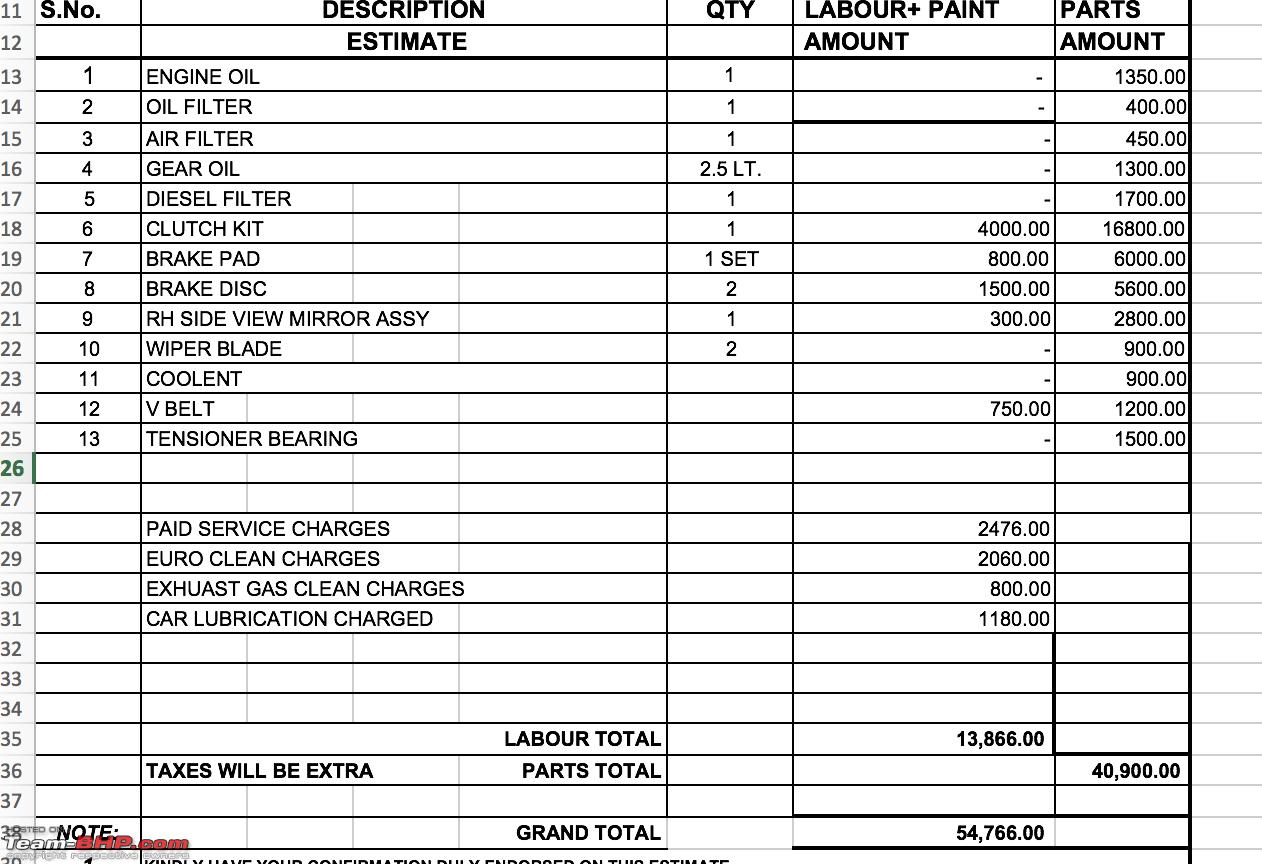 11 S.No. DESCRIPTION QTY LABOUR+ PAINT PARTS
12 ESTIMATE AMOUNT AMOUNT
13 1 ENGINE OIL 1 - 1350.00
14 2 OIL FILTER 1 - 400.00
15 3 AIR FILTER 1 - 450.00
16 4 GEAR OIL 2.5 LT. - 1300.00
17 5 DIESEL FILTER 1 - 1700.00
18 6 CLUTCH KIT 1 4000.00 16800.00
19 7 BRAKE PAD 1 SET 800.00 6000.00
20 8 BRAKE DISC 2 1500.00 5600.00
21 9 RH SIDE VIEW MIRROR ASSY 1 300.00 2800.00
22 10 WIPER BLADE 2 - 900.00
23 11 COOLENT - 900.00
24 12 V BELT 750.00 1200.00
25 13 TENSIONER BEARING - 1500.00
26
27
28 PAID SERVICE CHARGES 2476.00
29 EURO CLEAN CHARGES 2060.00
30 EXHUAST GAS CLEAN CHARGES 800.00
31 CAR LUBRICATION CHARGED 1180.00
32
33
34
35 LABOUR TOTAL 13,866.00
36 TAXES WILL BE EXTRA PARTS TOTAL 40,900.00
37
38 NOTE: GRAND TOTAL 54,766.00
HOSTED ON
Team-BHP.com
copyright respective owners
1 KINDLY HAVE YOUR CONFIRMATION DULY ENDORSED ON THIS ESTIMATE